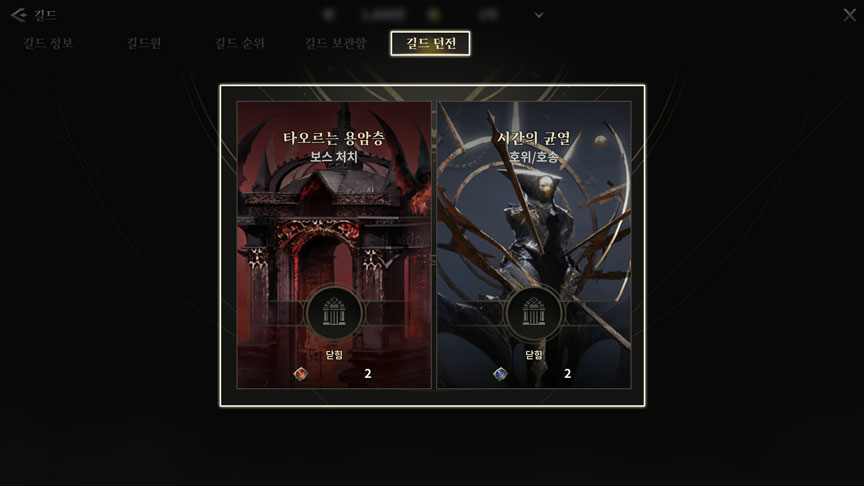 길드
길드 정보 길드원 길드 순위 길드 보관함 길드 던전
타오르는 용암층 시간의 균열
보스 처치 호위/호송
닫힘 닫힘
2 2